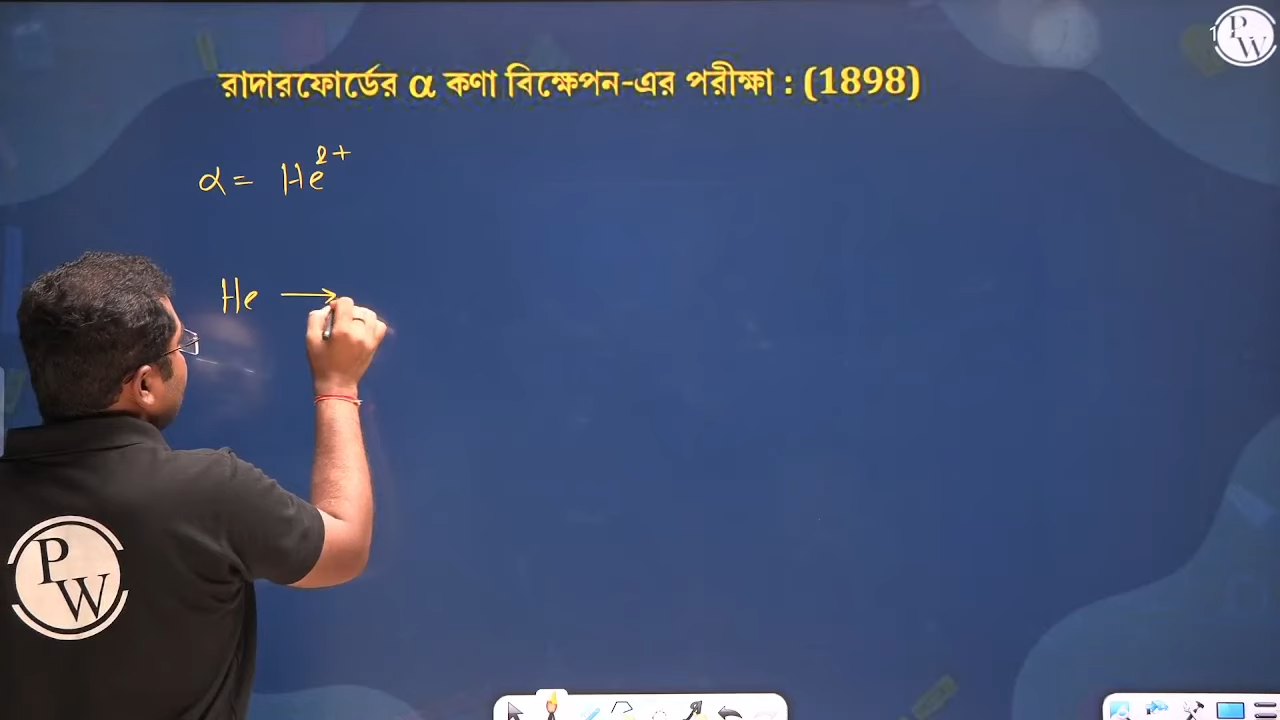 রাদারফোর্ডের α কণা বিক্ষেপন-এর পরীক্ষা : (1898)
α = He²⁺
He →
P W
P W